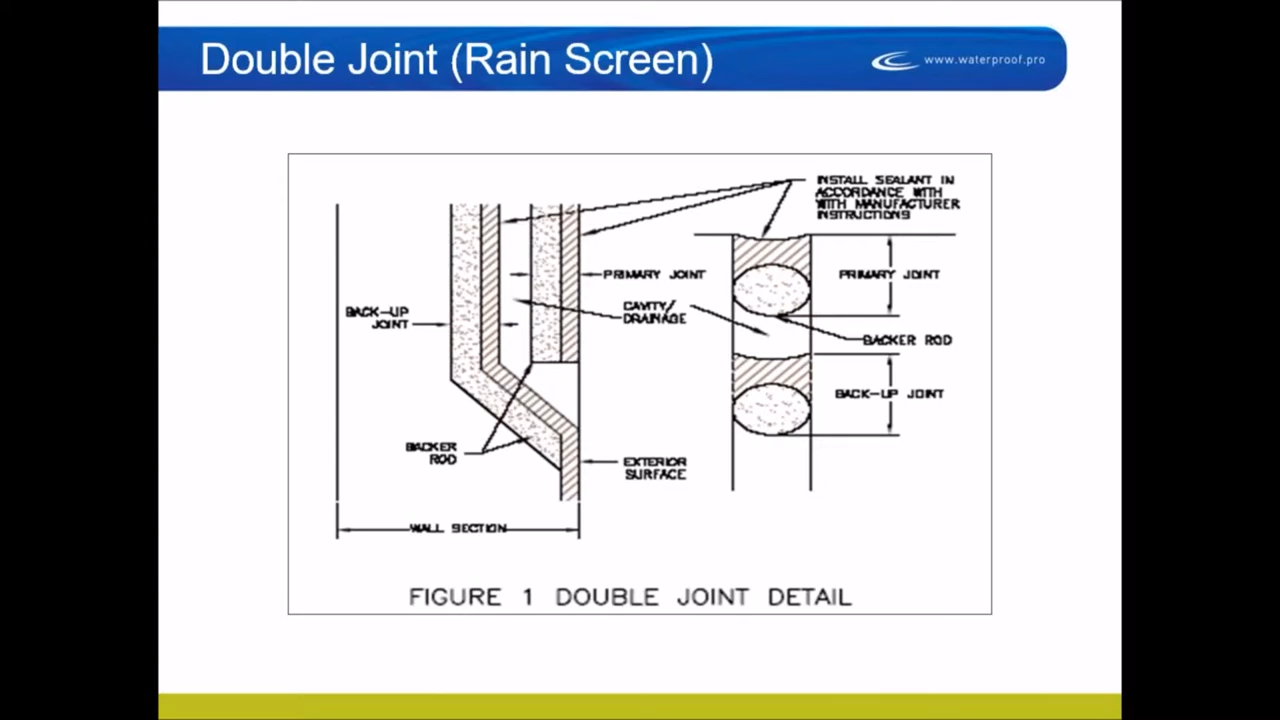 Double Joint (Rain Screen)
www.waterproof.pro
INSTALL SEALANT IN
ACCORDANCE WITH
WITH MANUFACTURER
INSTRUCTIONS
PRIMARY JOINT
PRIMARY JOINT
CAVITY/
DRAINAGE
BACK-UP
JOINT
BACKER ROD
BACK-UP JOINT
BACKER
ROD
EXTERIOR
SURFACE
WALL SECTION
FIGURE 1 DOUBLE JOINT DETAIL